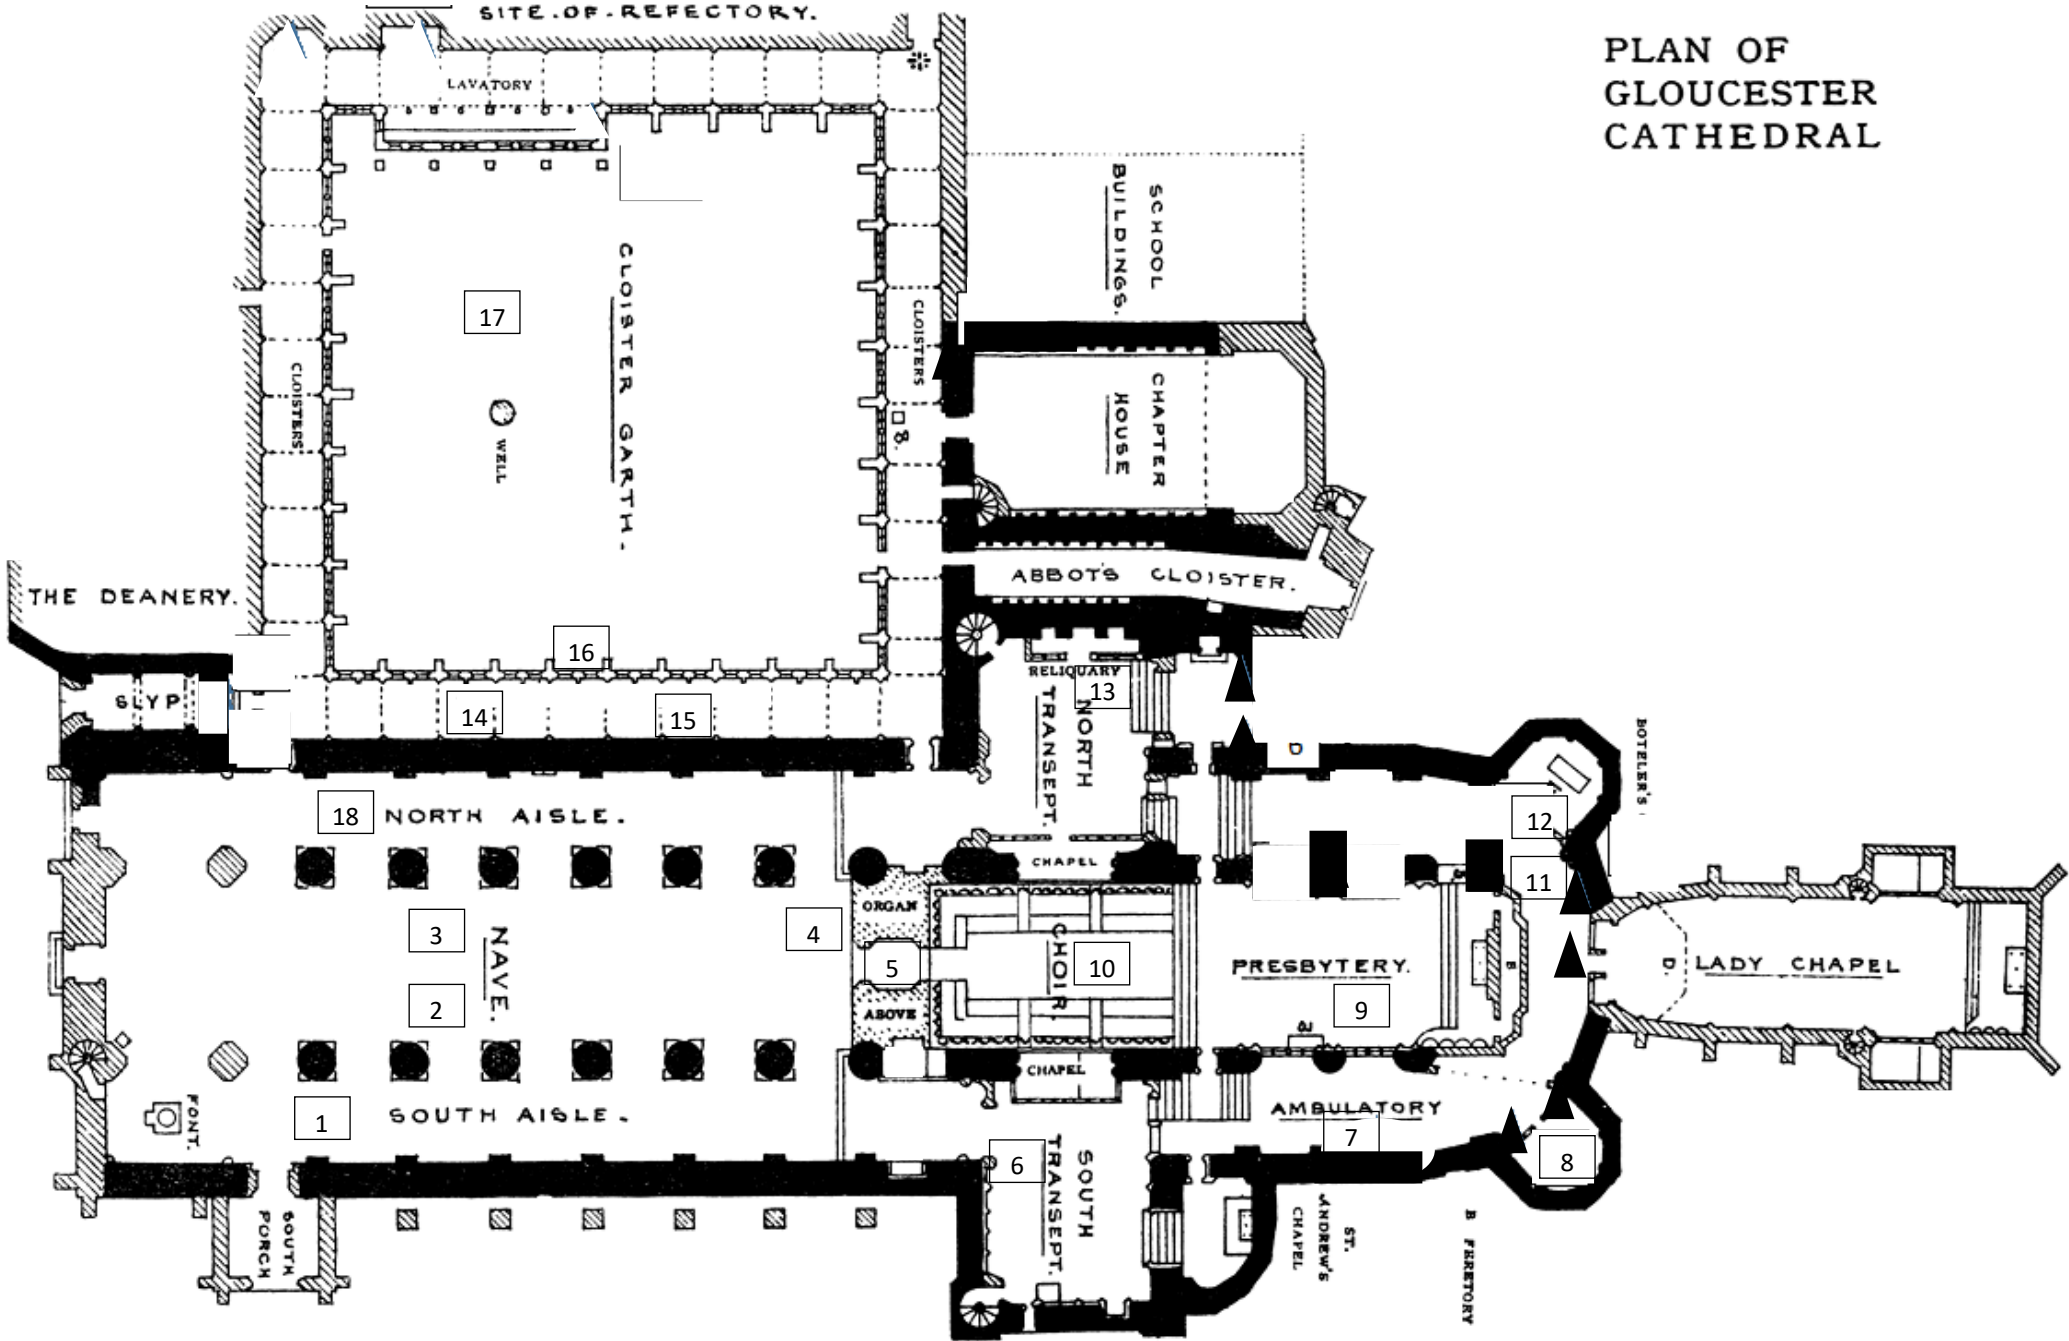 SITE.OF.REFECTORY.
PLAN OF
GLOUCESTER
CATHEDRAL
LAVATORY
SCHOOL
BUILDINGS.
CLOISTER GARTH.
17
CLOISTERS
CLOISTERS
WELL
8.
CHAPTER
HOUSE
ABBOT'S CLOISTER.
THE DEANERY.
SLYP
16
14
15
RELIQUARY
13
NORTH
TRANSEPT.
D
BOTELER'S
18
NORTH AISLE.
12
11
CHAPEL
ORGAN
3
4
NAVE.
5
CHOIR.
10
PRESBYTERY.
B
D.
LADY CHAPEL
2
9
ABOVE
CHAPEL
FONT.
1
SOUTH AISLE.
AMBULATORY
7
6
8
SOUTH
TRANSEPT.
SOUTH
PORCH
ST.
ANDREW'S
CHAPEL
B FERETORY